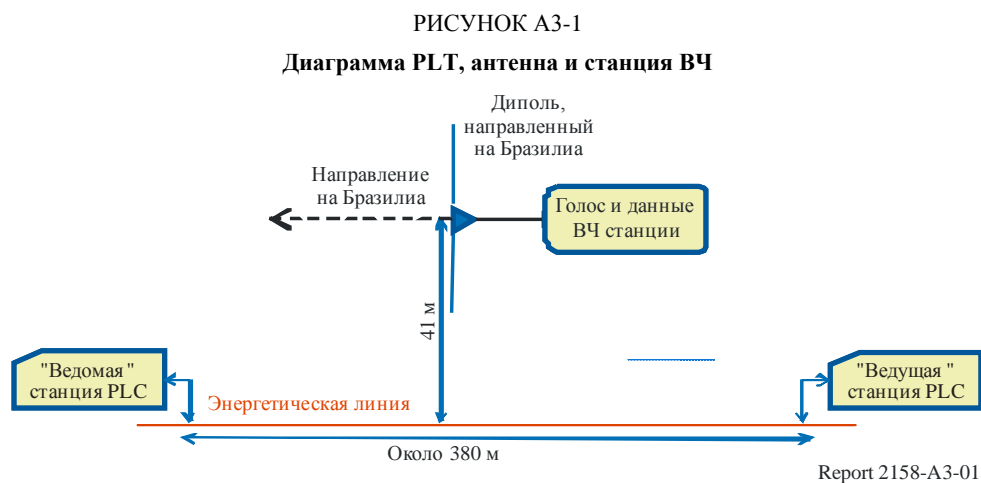 РИСУНОК А3-1
Диаграмма PLT, антенна и станция ВЧ
Диполь,
направленный
на Бразилиа
Направление
на Бразилиа
Голос и данные
ВЧ станции
41 м
"Ведомая "
станция PLC
"Ведущая "
станция PLC
Энергетическая линия
Около 380 м
Report 2158-A3-01